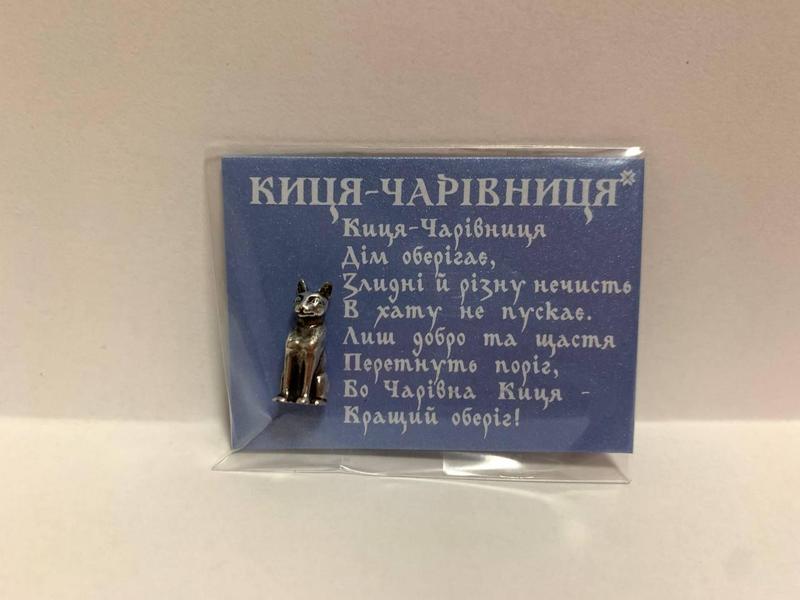 КИЦЯ-ЧАРІВНИЦЯ
Киця-Чарівниця
Дім оберігає,
Злидні й різну нечисть
В хату не пускає.
Лиш добро та щастя
Перетнуть поріг,
Бо Чарівна Киця -
Кращий оберіг!